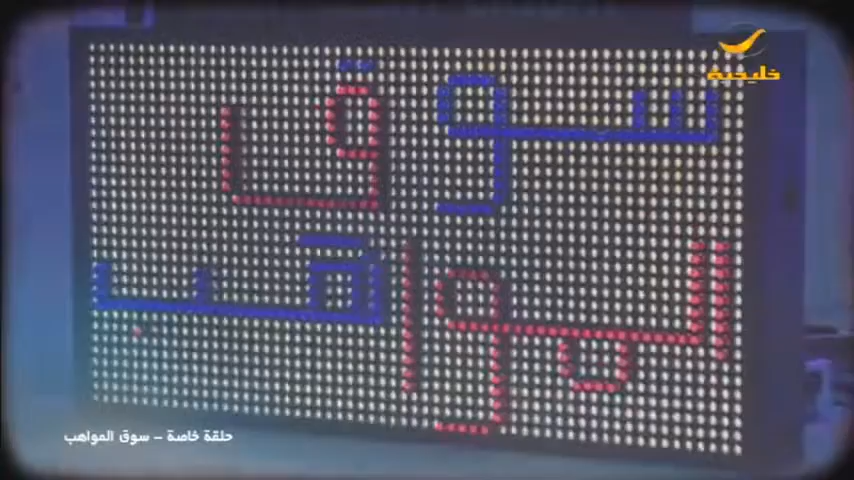 خليجية
سوق
المواهب
حلقة خاصة – سوق المواهب